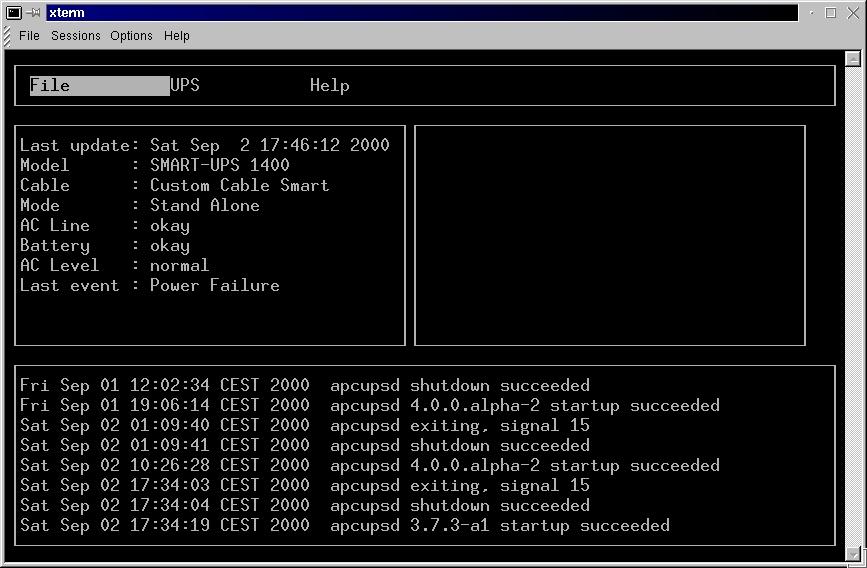 xterm
File Sessions Options Help
File UPS Help
Last update: Sat Sep  2 17:46:12 2000
Model      : SMART-UPS 1400
Cable      : Custom Cable Smart
Mode       : Stand Alone
AC Line    : okay
Battery    : okay
AC Level   : normal
Last event : Power Failure
Fri Sep 01 12:02:34 CEST 2000  apcupsd shutdown succeeded
Fri Sep 01 19:06:14 CEST 2000  apcupsd 4.0.0.alpha-2 startup succeeded
Sat Sep 02 01:09:40 CEST 2000  apcupsd exiting, signal 15
Sat Sep 02 01:09:41 CEST 2000  apcupsd shutdown succeeded
Sat Sep 02 10:26:28 CEST 2000  apcupsd 4.0.0.alpha-2 startup succeeded
Sat Sep 02 17:34:03 CEST 2000  apcupsd exiting, signal 15
Sat Sep 02 17:34:04 CEST 2000  apcupsd shutdown succeeded
Sat Sep 02 17:34:19 CEST 2000  apcupsd 3.7.3-a1 startup succeeded